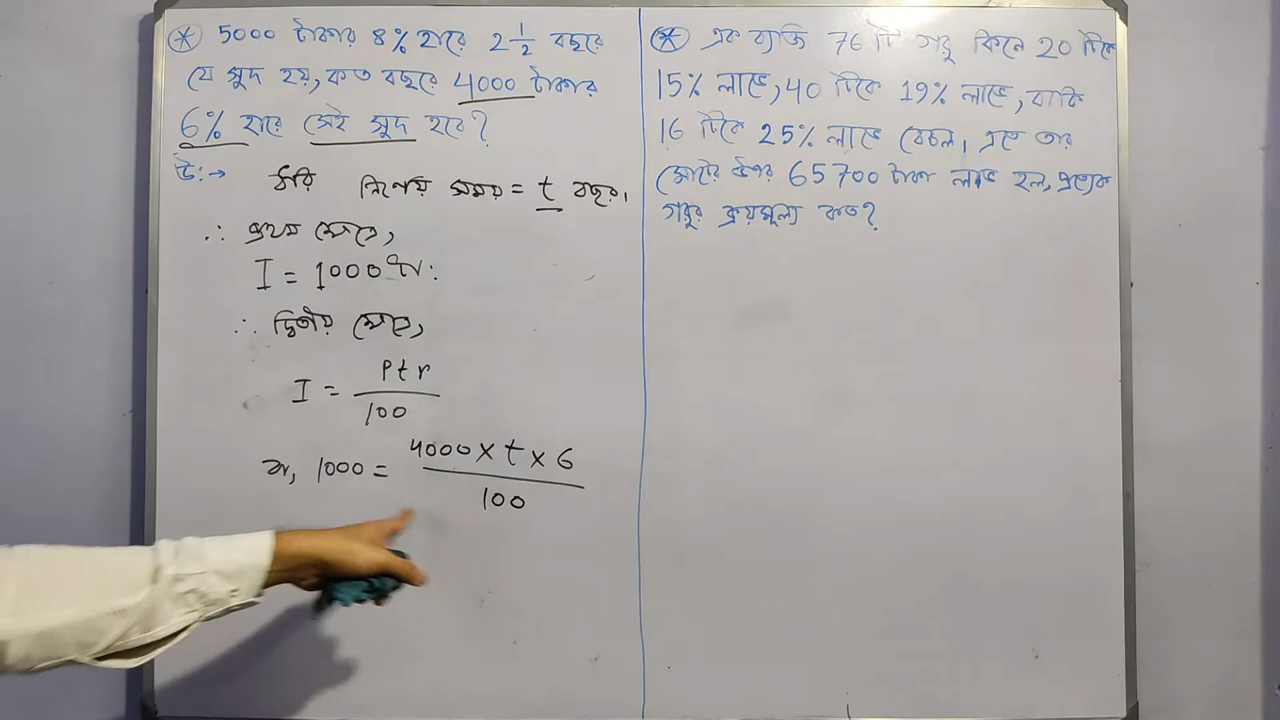 * 5000 টাকার 8% হারে 2 1/2 বছরে
যে সুদ হয়, কত বছরে 4000 টাকার
6% হারে সেই সুদ হবে?
উঃ→
ধরি নির্ণেয় সময় = t বছর।
∴ প্রথম ক্ষেত্রে,
I = 1000 টা:
∴ দ্বিতীয় ক্ষেত্রে,
I = Ptr / 100
বা, 1000 = 4000 × t × 6 / 100
* এক ব্যক্তি 76 টি গরু কিনে 20 টিকে
15% লাভে, 40 টিকে 19% লাভে, বাকি
16 টিকে 25% লাভে বেচল। এতে তার
মোটের উপর 65700 টাকা লাভ হল, প্রত্যেক
গরুর ক্রয়মূল্য কত?